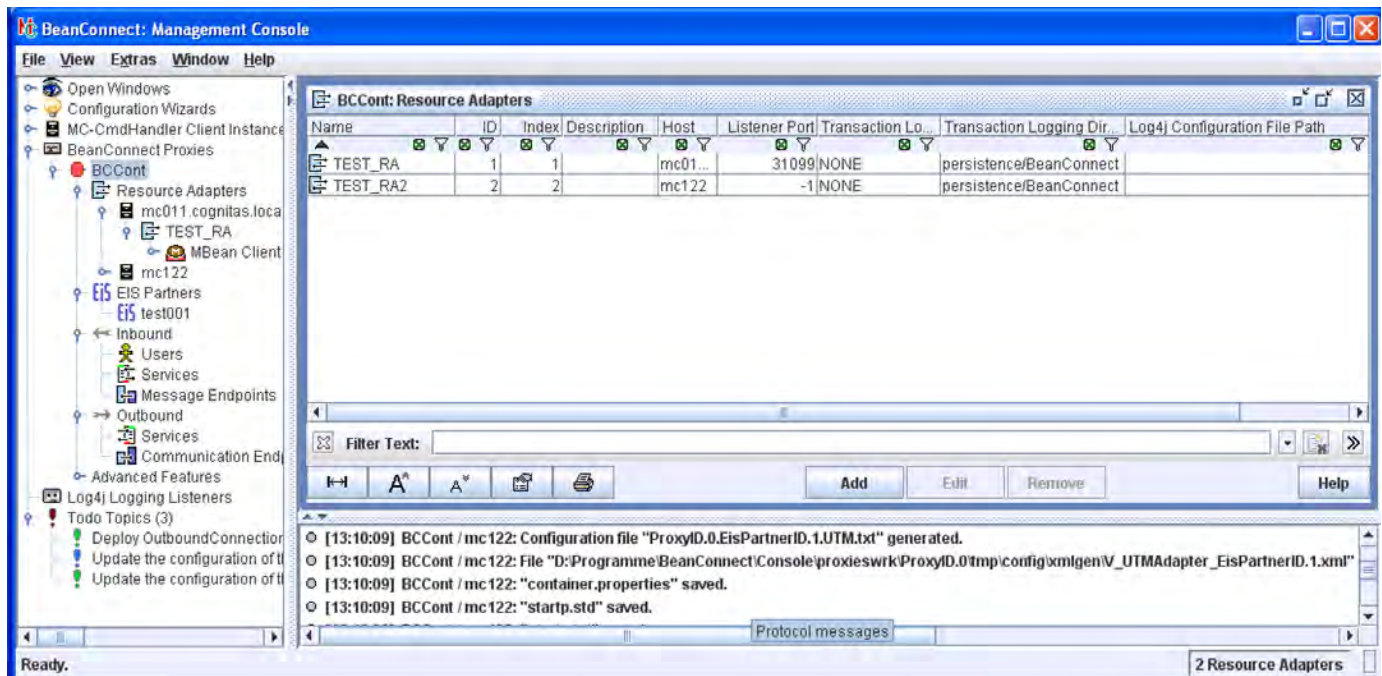 BeanConnect: Management Console
File View Extras Window Help
Open Windows
Configuration Wizards
MC-CmdHandler Client Instance
BeanConnect Proxies
BCCont
Resource Adapters
mc011.cognitas.loca
TEST_RA
MBean Client
mc122
EIS Partners
test001
Inbound
Users
Services
Message Endpoints
Outbound
Services
Communication Endp
Advanced Features
Log4j Logging Listeners
Todo Topics (3)
Deploy OutboundConnection
Update the configuration of tl
Update the configuration of tl
BCCont: Resource Adapters
Name ID Index Description Host Listener Port Transaction Lo... Transaction Logging Dir... Log4j Configuration File Path
TEST_RA 1 1 mc01... 31099 NONE persistence/BeanConnect
TEST_RA2 2 2 mc122 -1 NONE persistence/BeanConnect
Filter Text:
A A Add Edit Remove Help
[13:10:09] BCCont / mc122: Configuration file "ProxyID.0.EisPartnerID.1.UTM.txt" generated.
[13:10:09] BCCont / mc122: File "D:\Programme\BeanConnect\Console\proxieswrk\ProxyID.0\tmp\config\xmlgen\V_UTMAdapter_EisPartnerID.1.xml"
[13:10:09] BCCont / mc122: "container.properties" saved.
[13:10:09] BCCont / mc122: "startp.std" saved.
Protocol messages
Ready. 2 Resource Adapters